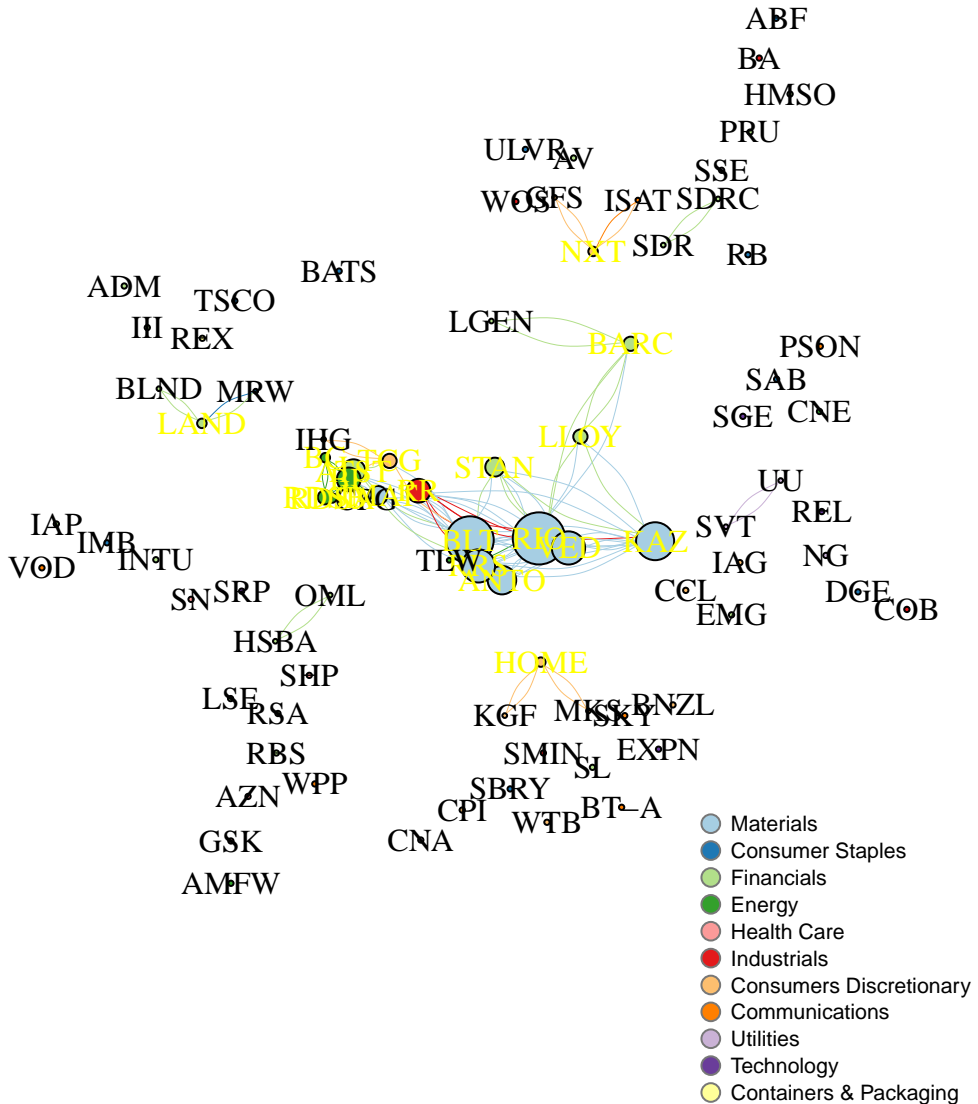 ABF
BA
HMSO
PRU
ULVR
AV
SSE
WOS
GFS
ISAT
SDRC
NXT
SDR
RB
BATS
ADM
TSCO
III
REX
LGEN
BARC
PSON
BLND
MRW
SAB
LAND
SGE
CNE
IHG
LLOY
STAN
UU
IAP
SVT
REL
IMB
BLT
RIO
VED
KAZ
VOD
INTU
TLW
IAG
NG
ANTO
SN
SRP
OML
CCL
DGE
EMG
COB
HSBA
HOME
SHP
LSE
RSA
KGF
MKS
SKY
BNZL
RBS
SMIN
EXPN
SL
AZN
WPP
SBRY
CPI
BT–A
WTB
CNA
GSK
AMFW
Materials
Consumer Staples
Financials
Energy
Health Care
Industrials
Consumers Discretionary
Communications
Utilities
Technology
Containers & Packaging